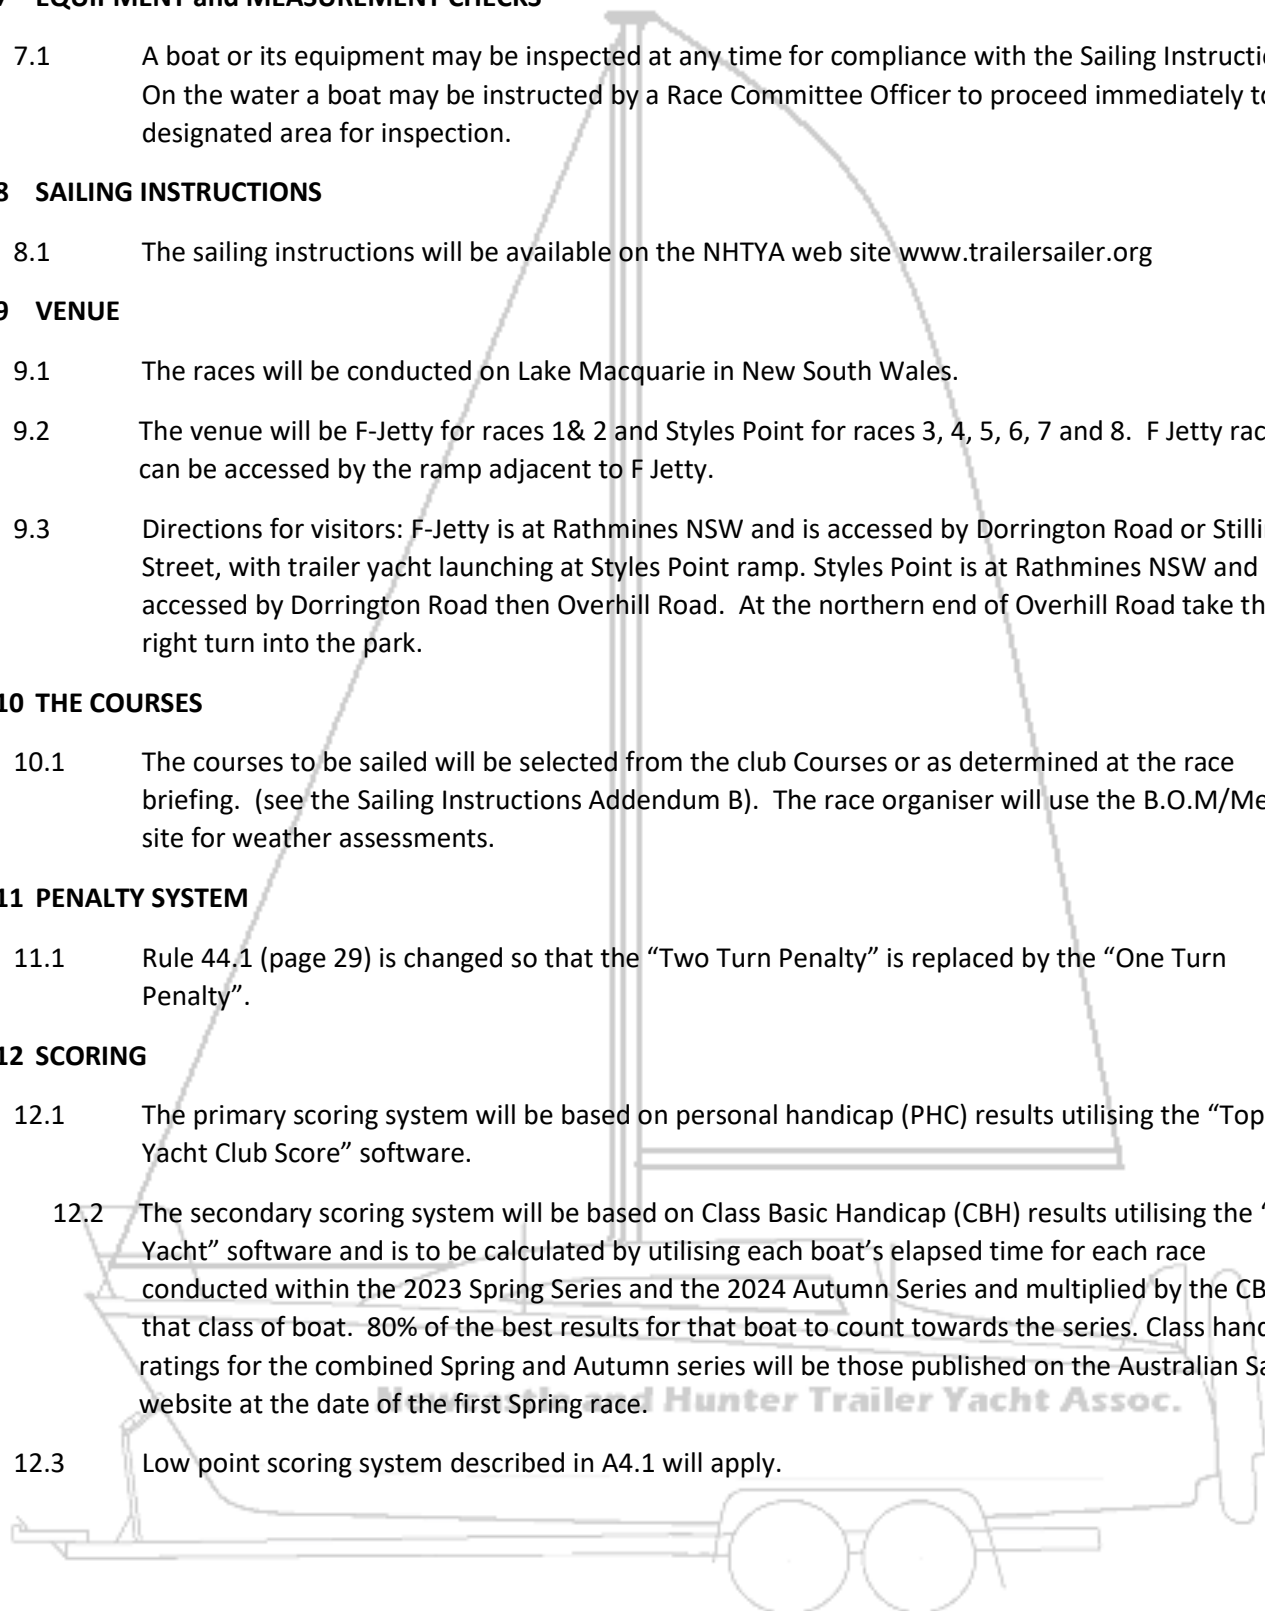 EQUIPMENT and MEASUREMENT CHECKS
7.1 A boat or its equipment may be inspected at any time for compliance with the Sailing
On the water a boat may be instructed by a Race Committee Officer to proceed immediately
designated area for inspection.
8 SAILING INSTRUCTIONS
8.1 The sailing instructions will be available on the NHTYA web site www.trailersailer.org
9 VENUE
9.1 The races will be conducted on Lake Macquarie in New South Wales.
9.2 The venue will be F-Jetty for races 1& 2 and Styles Point for races 3, 4, 5, 6, 7 and 8. F Jetty
can be accessed by the ramp adjacent to F Jetty.
9.3 Directions for visitors: F-Jetty is at Rathmines NSW and is accessed by Dorrington Road or
Street, with trailer yacht launching at Styles Point ramp. Styles Point is at Rathmines NSW and
accessed by Dorrington Road then Overhill Road. At the northern end of Overhill Road take
right turn into the park.
10 THE COURSES
10.1 The courses to be sailed will be selected from the club Courses or as determined at the race
briefing. (see the Sailing Instructions Addendum B). The race organiser will use the
site for weather assessments.
11 PENALTY SYSTEM
11.1 Rule 44.1 (page 29) is changed so that the “Two Turn Penalty” is replaced by the “One Turn
Penalty”.
12 SCORING
12.1 The primary scoring system will be based on personal handicap (PHC) results utilising the “Top
Yacht Club Score” software.
12.2 The secondary scoring system will be based on Class Basic Handicap (CBH) results utilising the
Yacht” software and is to be calculated by utilising each boat’s elapsed time for each race
conducted within the 2023 Spring Series and the 2024 Autumn Series and multiplied by the
that class of boat. 80% of the best results for that boat to count towards the series. Class
ratings for the combined Spring and Autumn series will be those published on the Australian
website at the date of the first Spring race.
Newcastle and Hunter Trailer Yacht Assoc.
12.3 Low point scoring system described in A4.1 will apply.